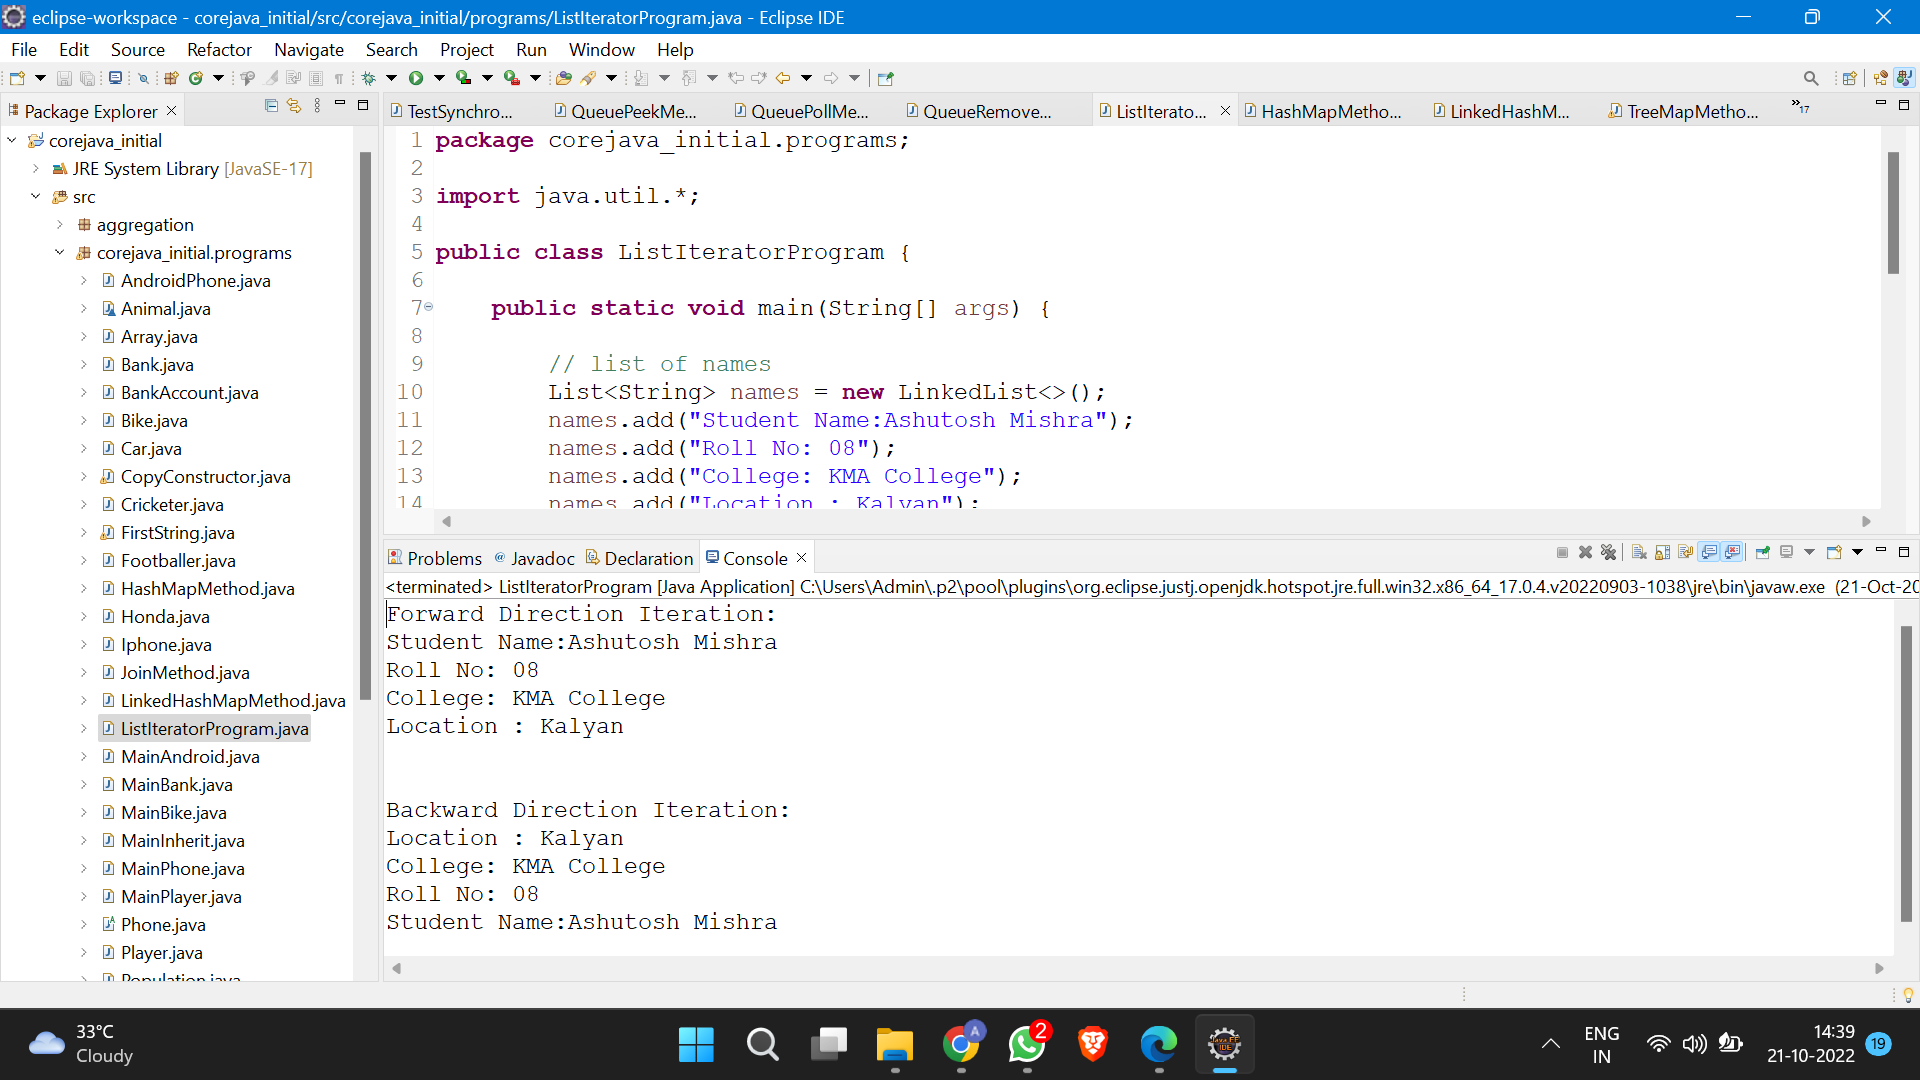 eclipse-workspace - corejava_initial/src/corejava_initial/programs/ListIteratorProgram.java - Eclipse IDE
File Edit Source Refactor Navigate Search Project Run Window Help
Package Explorer
corejava_initial
JRE System Library [JavaSE-17]
src
aggregation
corejava_initial.programs
AndroidPhone.java
Animal.java
Array.java
Bank.java
BankAccount.java
Bike.java
Car.java
CopyConstructor.java
Cricketer.java
FirstString.java
Footballer.java
HashMapMethod.java
Honda.java
Iphone.java
JoinMethod.java
LinkedHashMapMethod.java
ListIteratorProgram.java
MainAndroid.java
MainBank.java
MainBike.java
MainInherit.java
MainPhone.java
MainPlayer.java
Phone.java
Player.java
Population.java
TestSynchro... QueuePeekMe... QueuePollMe... QueueRemove... ListIterato... HashMapMetho... LinkedHashM... TreeMapMetho... »17
1 package corejava_initial.programs;
2
3 import java.util.*;
4
5 public class ListIteratorProgram {
6
7 public static void main(String[] args) {
8
9 // list of names
10 List<String> names = new LinkedList<>();
11 names.add("Student Name:Ashutosh Mishra");
12 names.add("Roll No: 08");
13 names.add("College: KMA College");
14 names.add("Location : Kalyan");
Problems @ Javadoc Declaration Console
<terminated> ListIteratorProgram [Java Application] C:\Users\Admin\.p2\pool\plugins\org.eclipse.justj.openjdk.hotspot.jre.full.win32.x86_64_17.0.4.v20220903-1038\jre\bin\javaw.exe (21-Oct-20
Forward Direction Iteration:
Student Name:Ashutosh Mishra
Roll No: 08
College: KMA College
Location : Kalyan
Backward Direction Iteration:
Location : Kalyan
College: KMA College
Roll No: 08
Student Name:Ashutosh Mishra
33°C
Cloudy
A
2
ENG
IN
14:39
21-10-2022
19